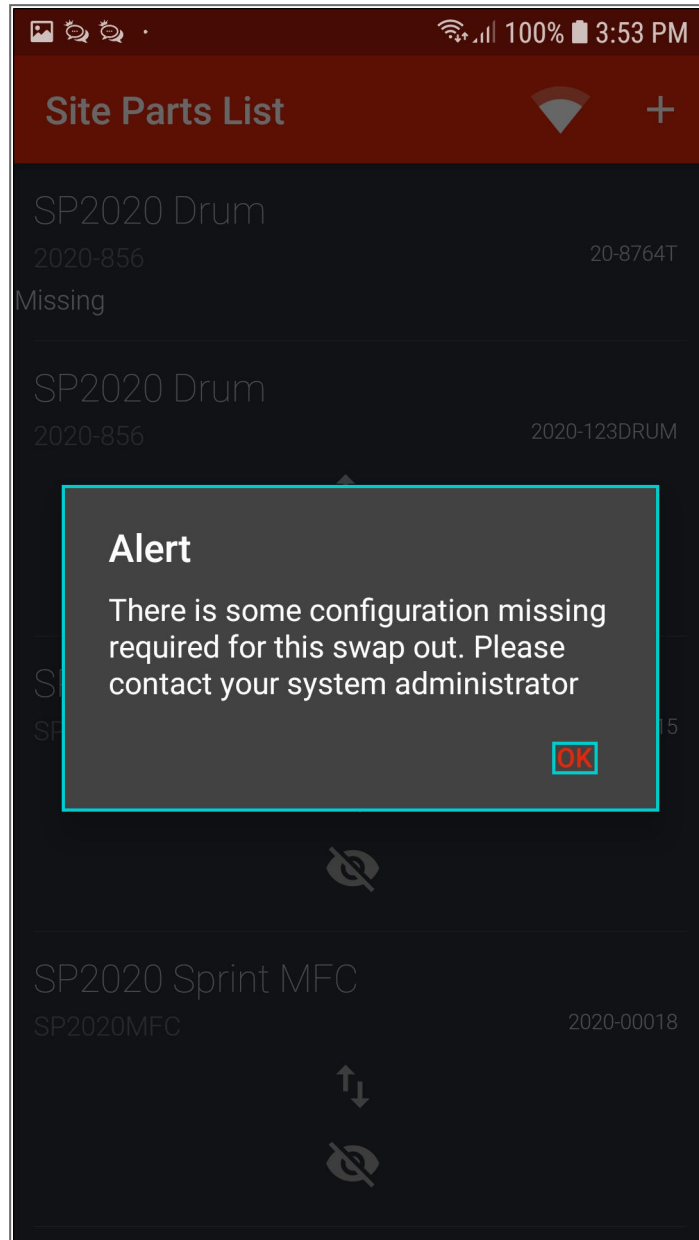 100% 3:53 PM
Site Parts List
SP2020 Drum
2020-856 20-8764T
Missing
SP2020 Drum
2020-856 2020-123DRUM
Alert
There is some configuration missing
required for this swap out. Please
contact your system administrator
OK
SP2020 Sprint MFC
SP2020MFC 2020-00018